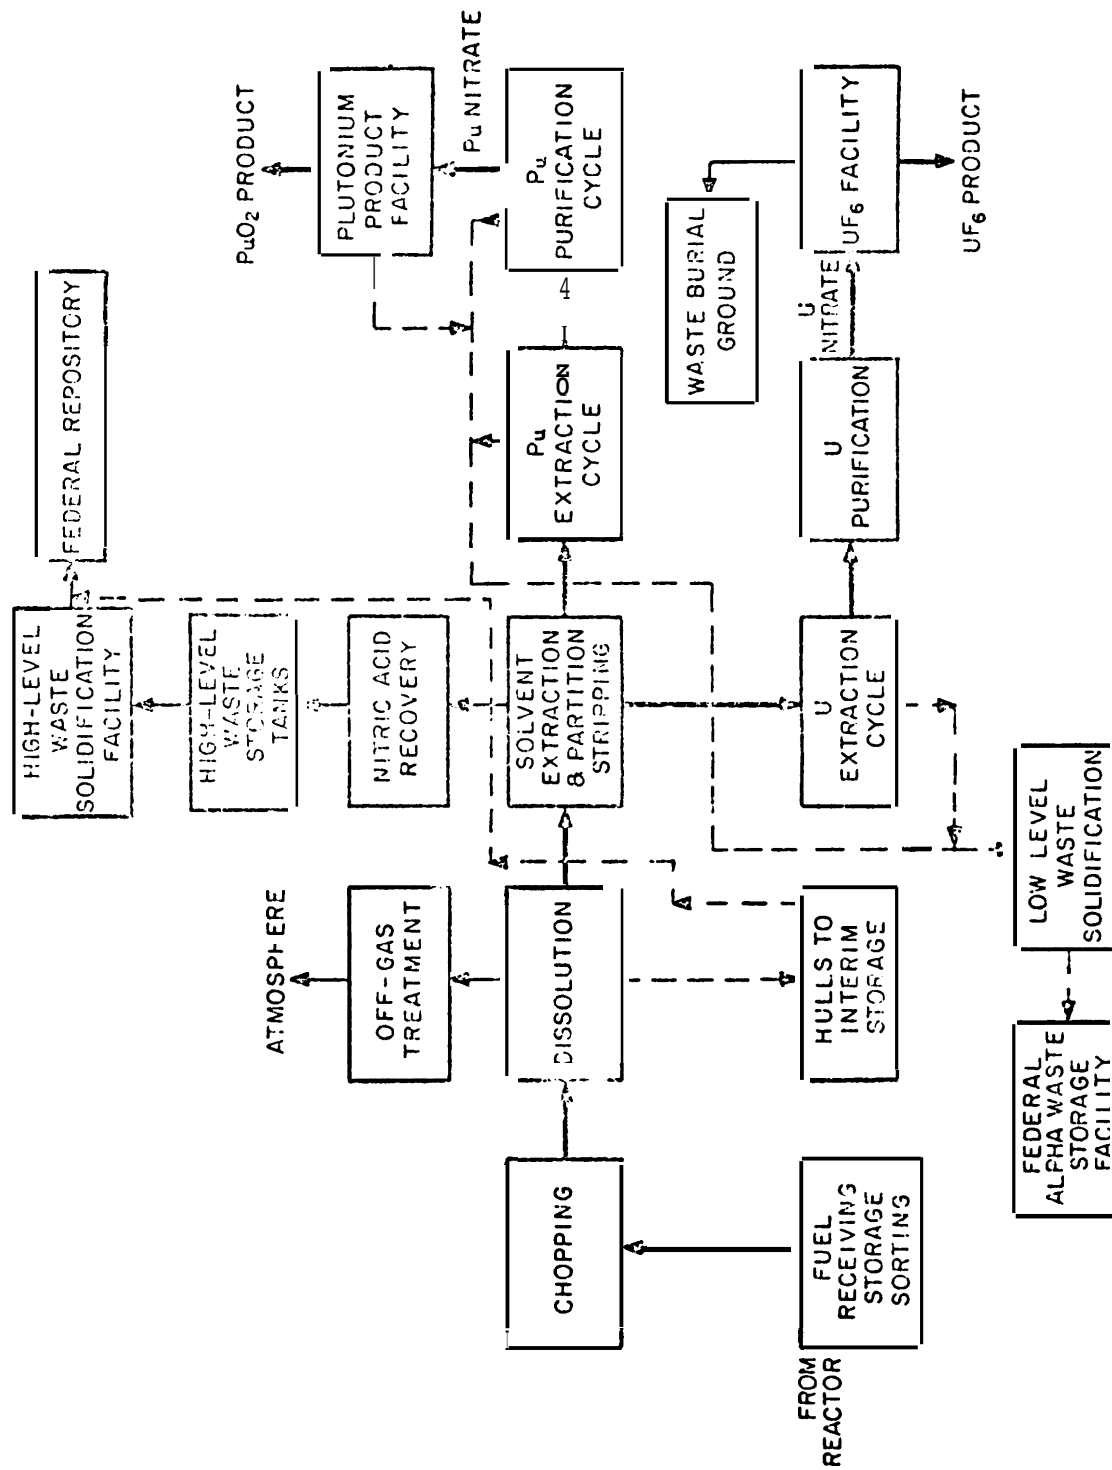 FROM
REACTOR
FUEL
RECEIVING
STORAGE
SORTING
CHOPPING
DISSOLUTION
OFF-GAS
TREATMENT
ATMOSPHERE
HULLS TO
INTERIM
STORAGE
SOLVENT
EXTRACTION
& PARTITION
STRIPPING
NITRIC ACID
RECOVERY
HIGH-LEVEL
WASTE
STORAGE
TANKS
HIGH-LEVEL
WASTE
SOLIDIFICATION
FACILITY
FEDERAL REPOSITORY
Pu
EXTRACTION
CYCLE
4
Pu
PURIFICATION
CYCLE
Pu NITRATE
PLUTONIUM
PRODUCT
FACILITY
PuO2 PRODUCT
U
EXTRACTION
CYCLE
U
PURIFICATION
U
NITRATE
UF6 FACILITY
UF6 PRODUCT
WASTE BURIAL
GROUND
LOW LEVEL
WASTE
SOLIDIFICATION
FEDERAL
ALPHA WASTE
STORAGE
FACILITY